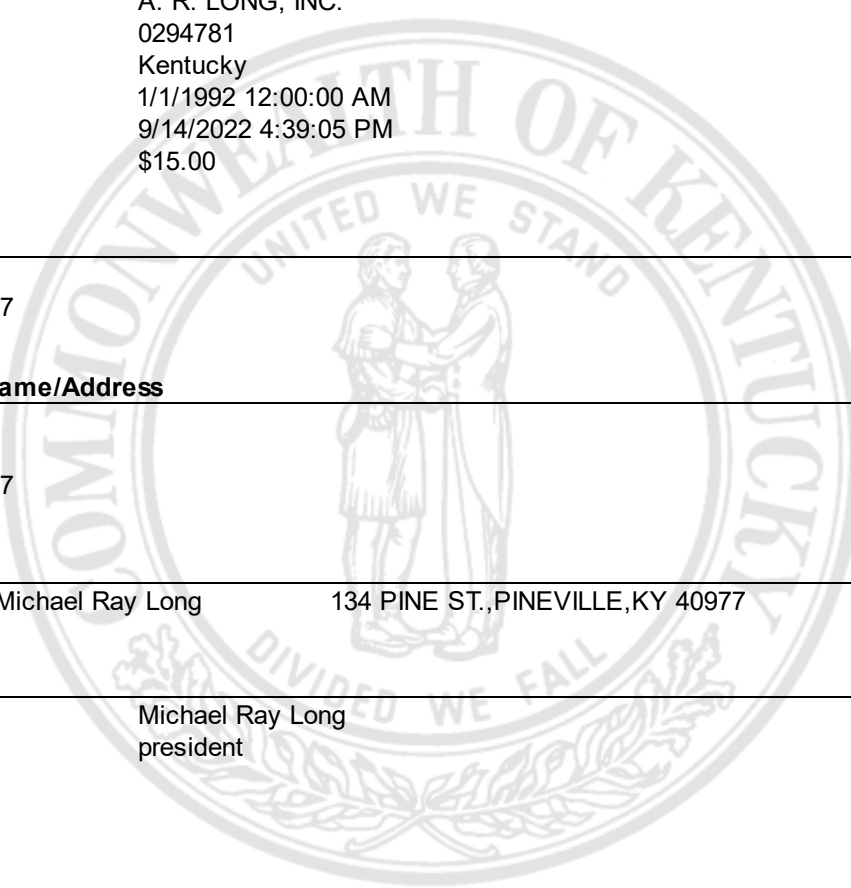 A. R. LONG, INC.
0294781
Kentucky
1/1/1992 12:00:00 AM
9/14/2022 4:39:05 PM
$15.00
7
ame/Address
7
Michael Ray Long 134 PINE ST.,PINEVILLE,KY 40977
Michael Ray Long
president
COMMONWEALTH OF KENTUCKY
UNITED WE STAND
DIVIDED WE FALL